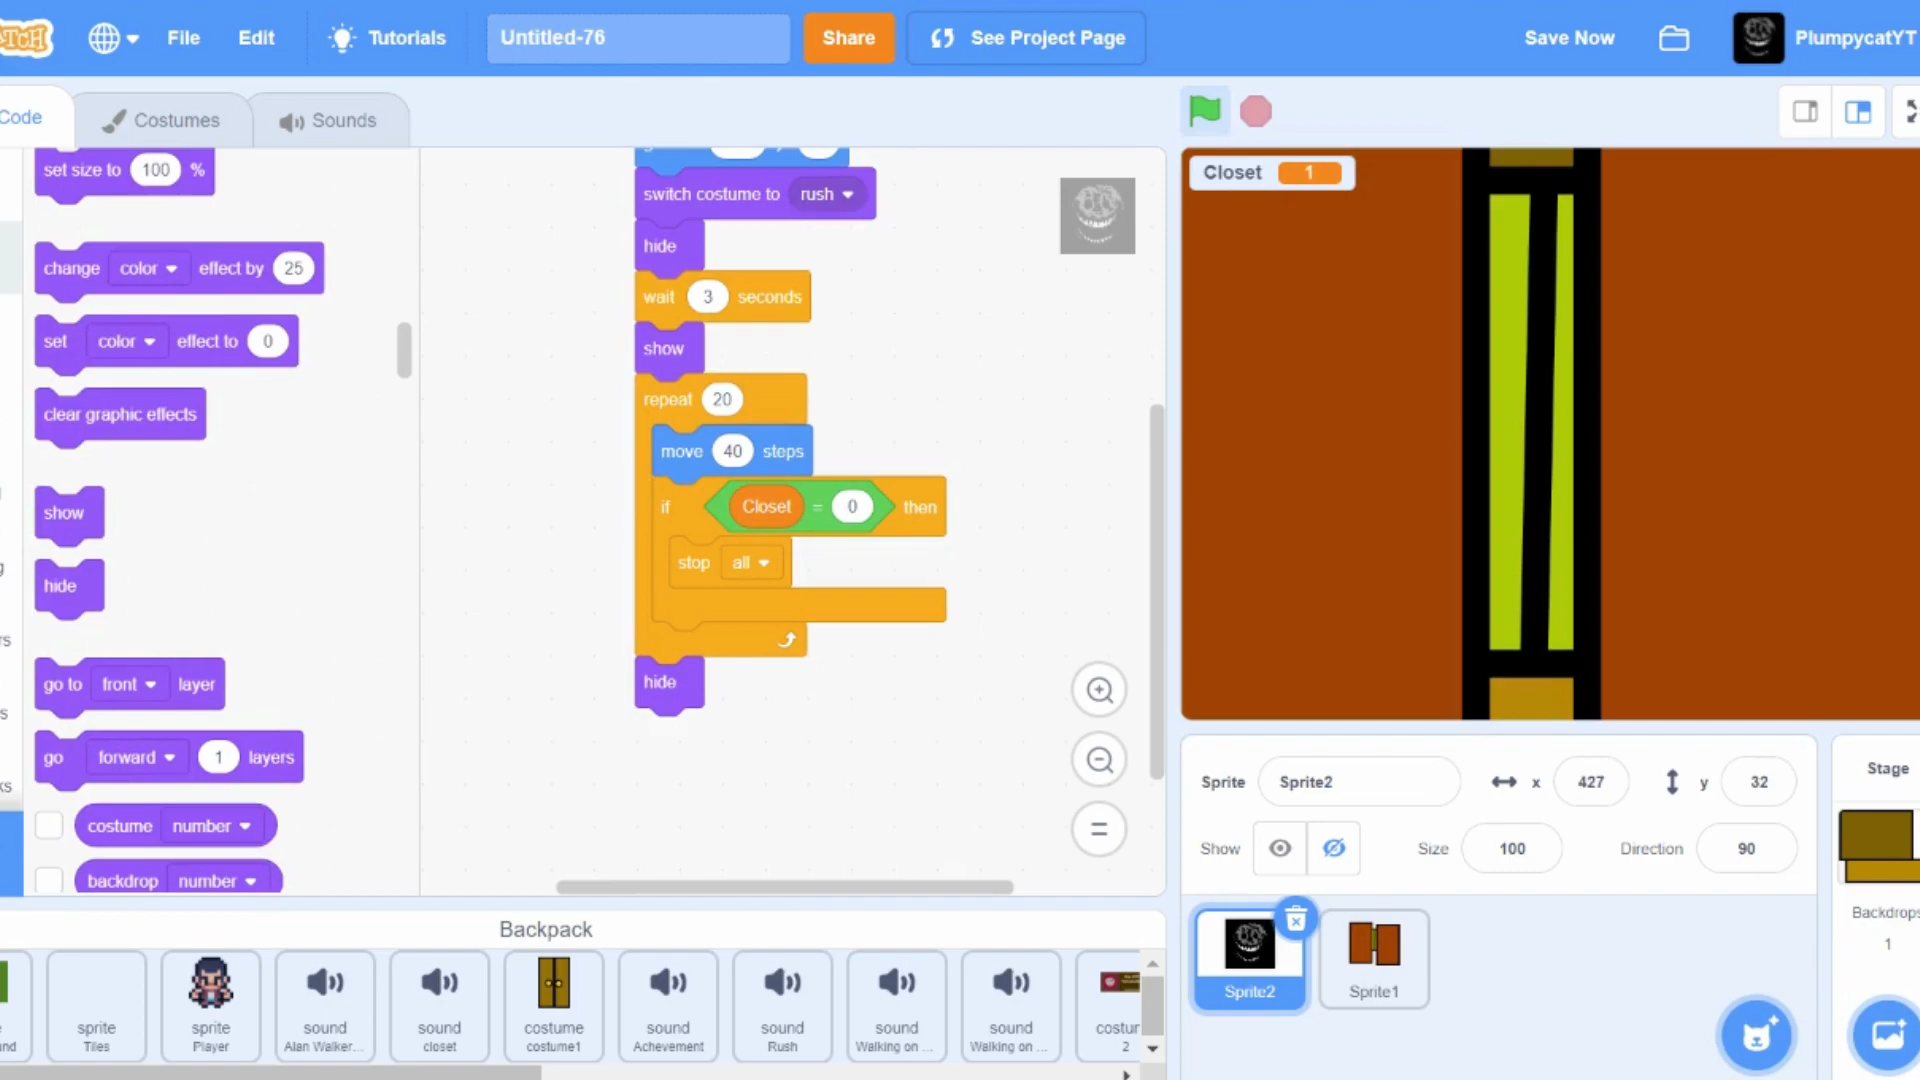 File Edit Tutorials Untitled-76 Share See Project Page Save Now PlumpycatYT
Code Costumes Sounds
set size to 100 %
change color effect by 25
set color effect to 0
clear graphic effects
show
hide
go to front layer
go forward 1 layers
costume number
backdrop number
switch costume to rush
hide
wait 3 seconds
show
repeat 20
move 40 steps
if Closet = 0 then
stop all
hide
Closet 1
Sprite Sprite2 x 427 y 32
Show Size 100 Direction 90
Sprite2
Sprite1
Stage
Backdrops
1
Backpack
sprite
Tiles
sprite
Player
sound
Alan Walker...
sound
closet
costume
costume1
sound
Achevement
sound
Rush
sound
Walking on ...
sound
Walking on ...
costur
2